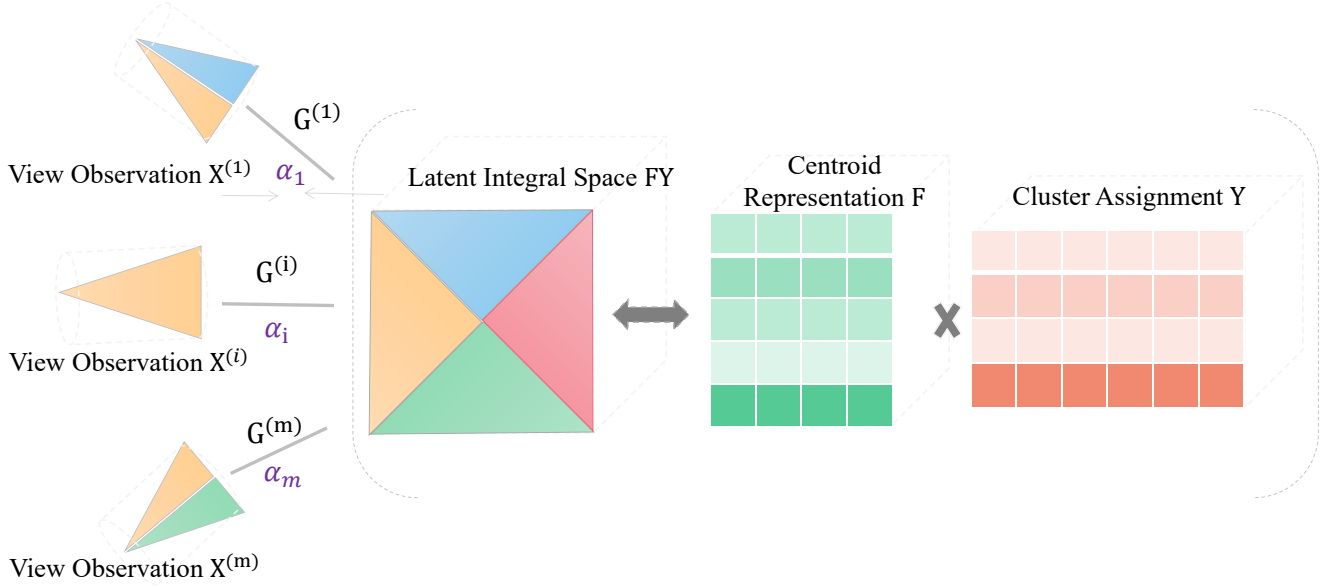 G⁽¹⁾
View Observation X⁽¹⁾
α₁
Latent Integral Space FY
Centroid
Representation F
Cluster Assignment Y
G⁽ⁱ⁾
αᵢ
View Observation X⁽ⁱ⁾
G⁽ᵐ⁾
αₘ
View Observation X⁽ᵐ⁾